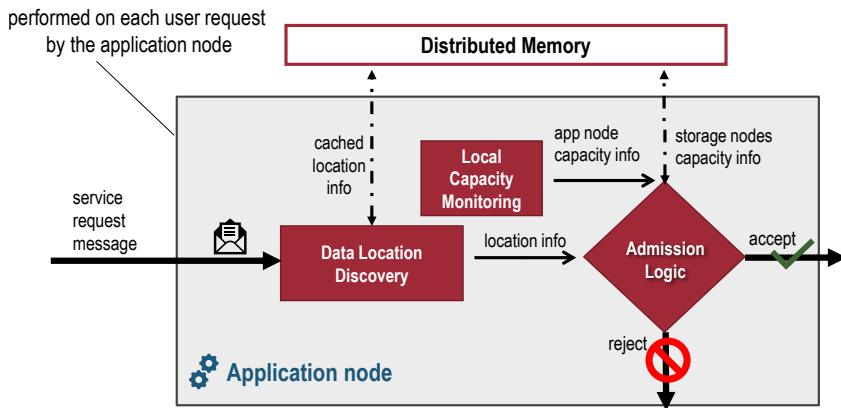 performed on each user request
by the application node
Distributed Memory
cached
location
info
Local
Capacity
Monitoring
app node
capacity info
storage nodes
capacity info
service
request
message
Data Location
Discovery
location info
Admission
Logic
accept
reject
Application node